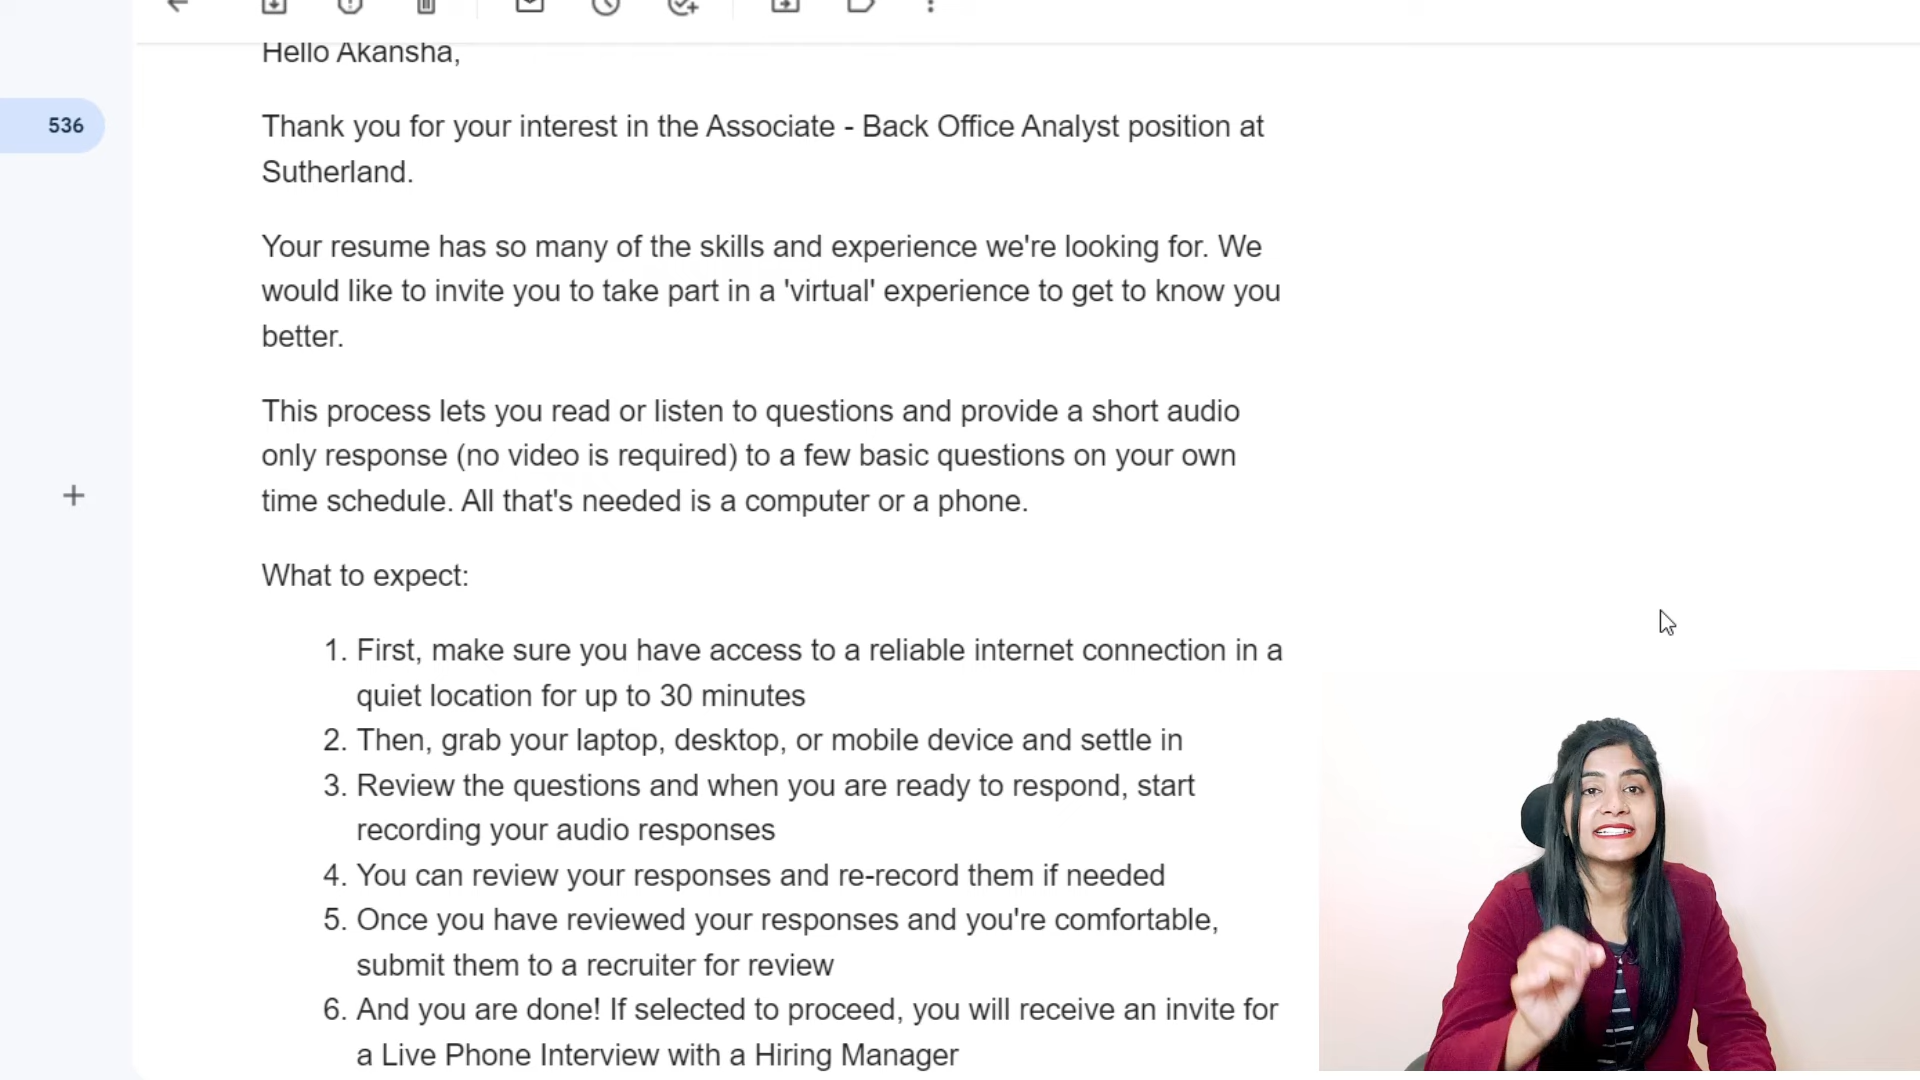 Hello Akansha,
536
Thank you for your interest in the Associate - Back Office Analyst position at
Sutherland.
Your resume has so many of the skills and experience we're looking for. We
would like to invite you to take part in a 'virtual' experience to get to know you
better.
This process lets you read or listen to questions and provide a short audio
only response (no video is required) to a few basic questions on your own
time schedule. All that's needed is a computer or a phone.
What to expect:
1. First, make sure you have access to a reliable internet connection in a
quiet location for up to 30 minutes
2. Then, grab your laptop, desktop, or mobile device and settle in
3. Review the questions and when you are ready to respond, start
recording your audio responses
4. You can review your responses and re-record them if needed
5. Once you have reviewed your responses and you're comfortable,
submit them to a recruiter for review
6. And you are done! If selected to proceed, you will receive an invite for
a Live Phone Interview with a Hiring Manager